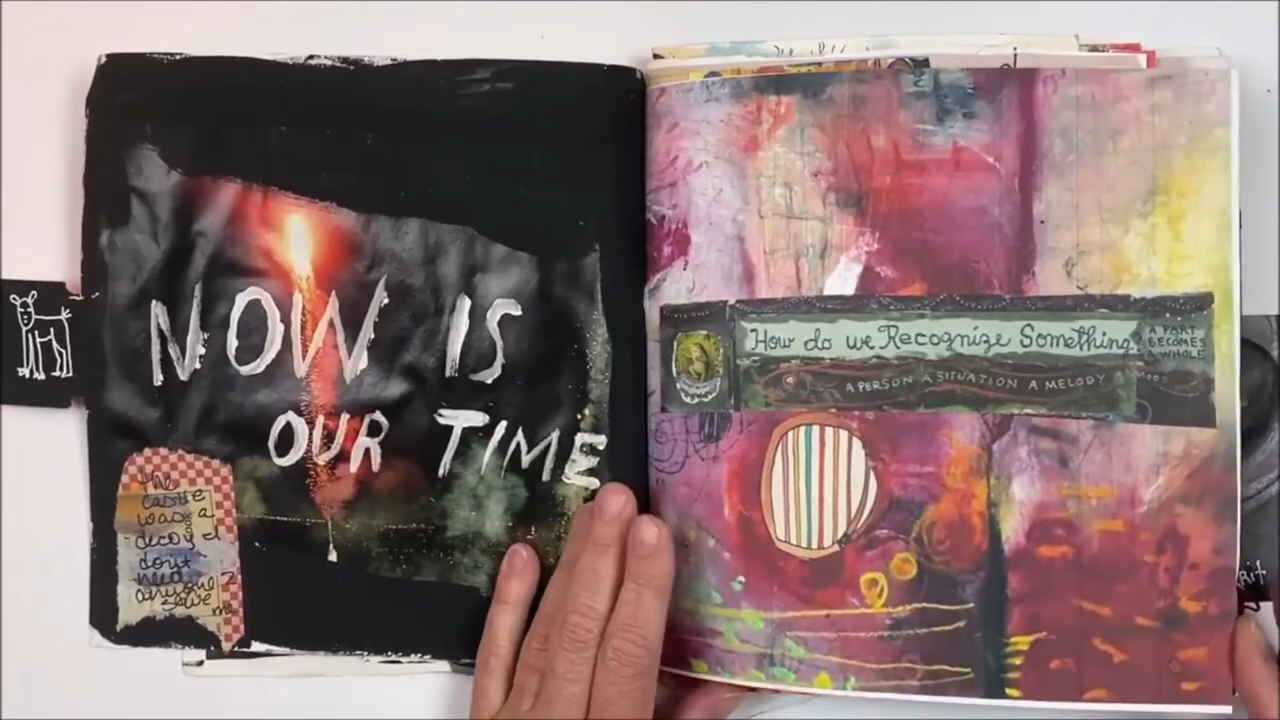 NOW IS
OUR TIME
the
castle
was a
decoy I
don't
need
anyone 2
save
me
How do we Recognize Something?
A PERSON A SITUATION A MELODY A MOOD
A PART
BECOMES
A WHOLE